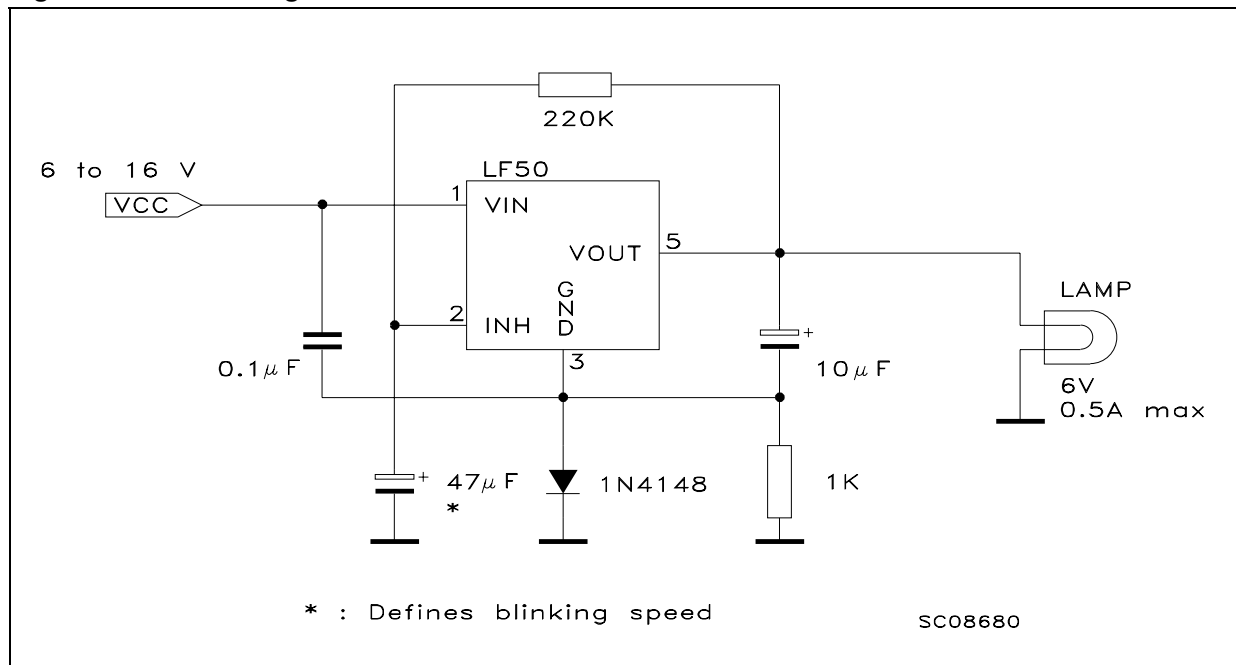 220K
6 to 16 V
VCC
LF50
1
VIN
VOUT
5
GND
2
INH
3
0.1μF
+
10μF
LAMP
6V
0.5A max
+
47μF
*
1N4148
1K
* : Defines blinking speed
SC08680